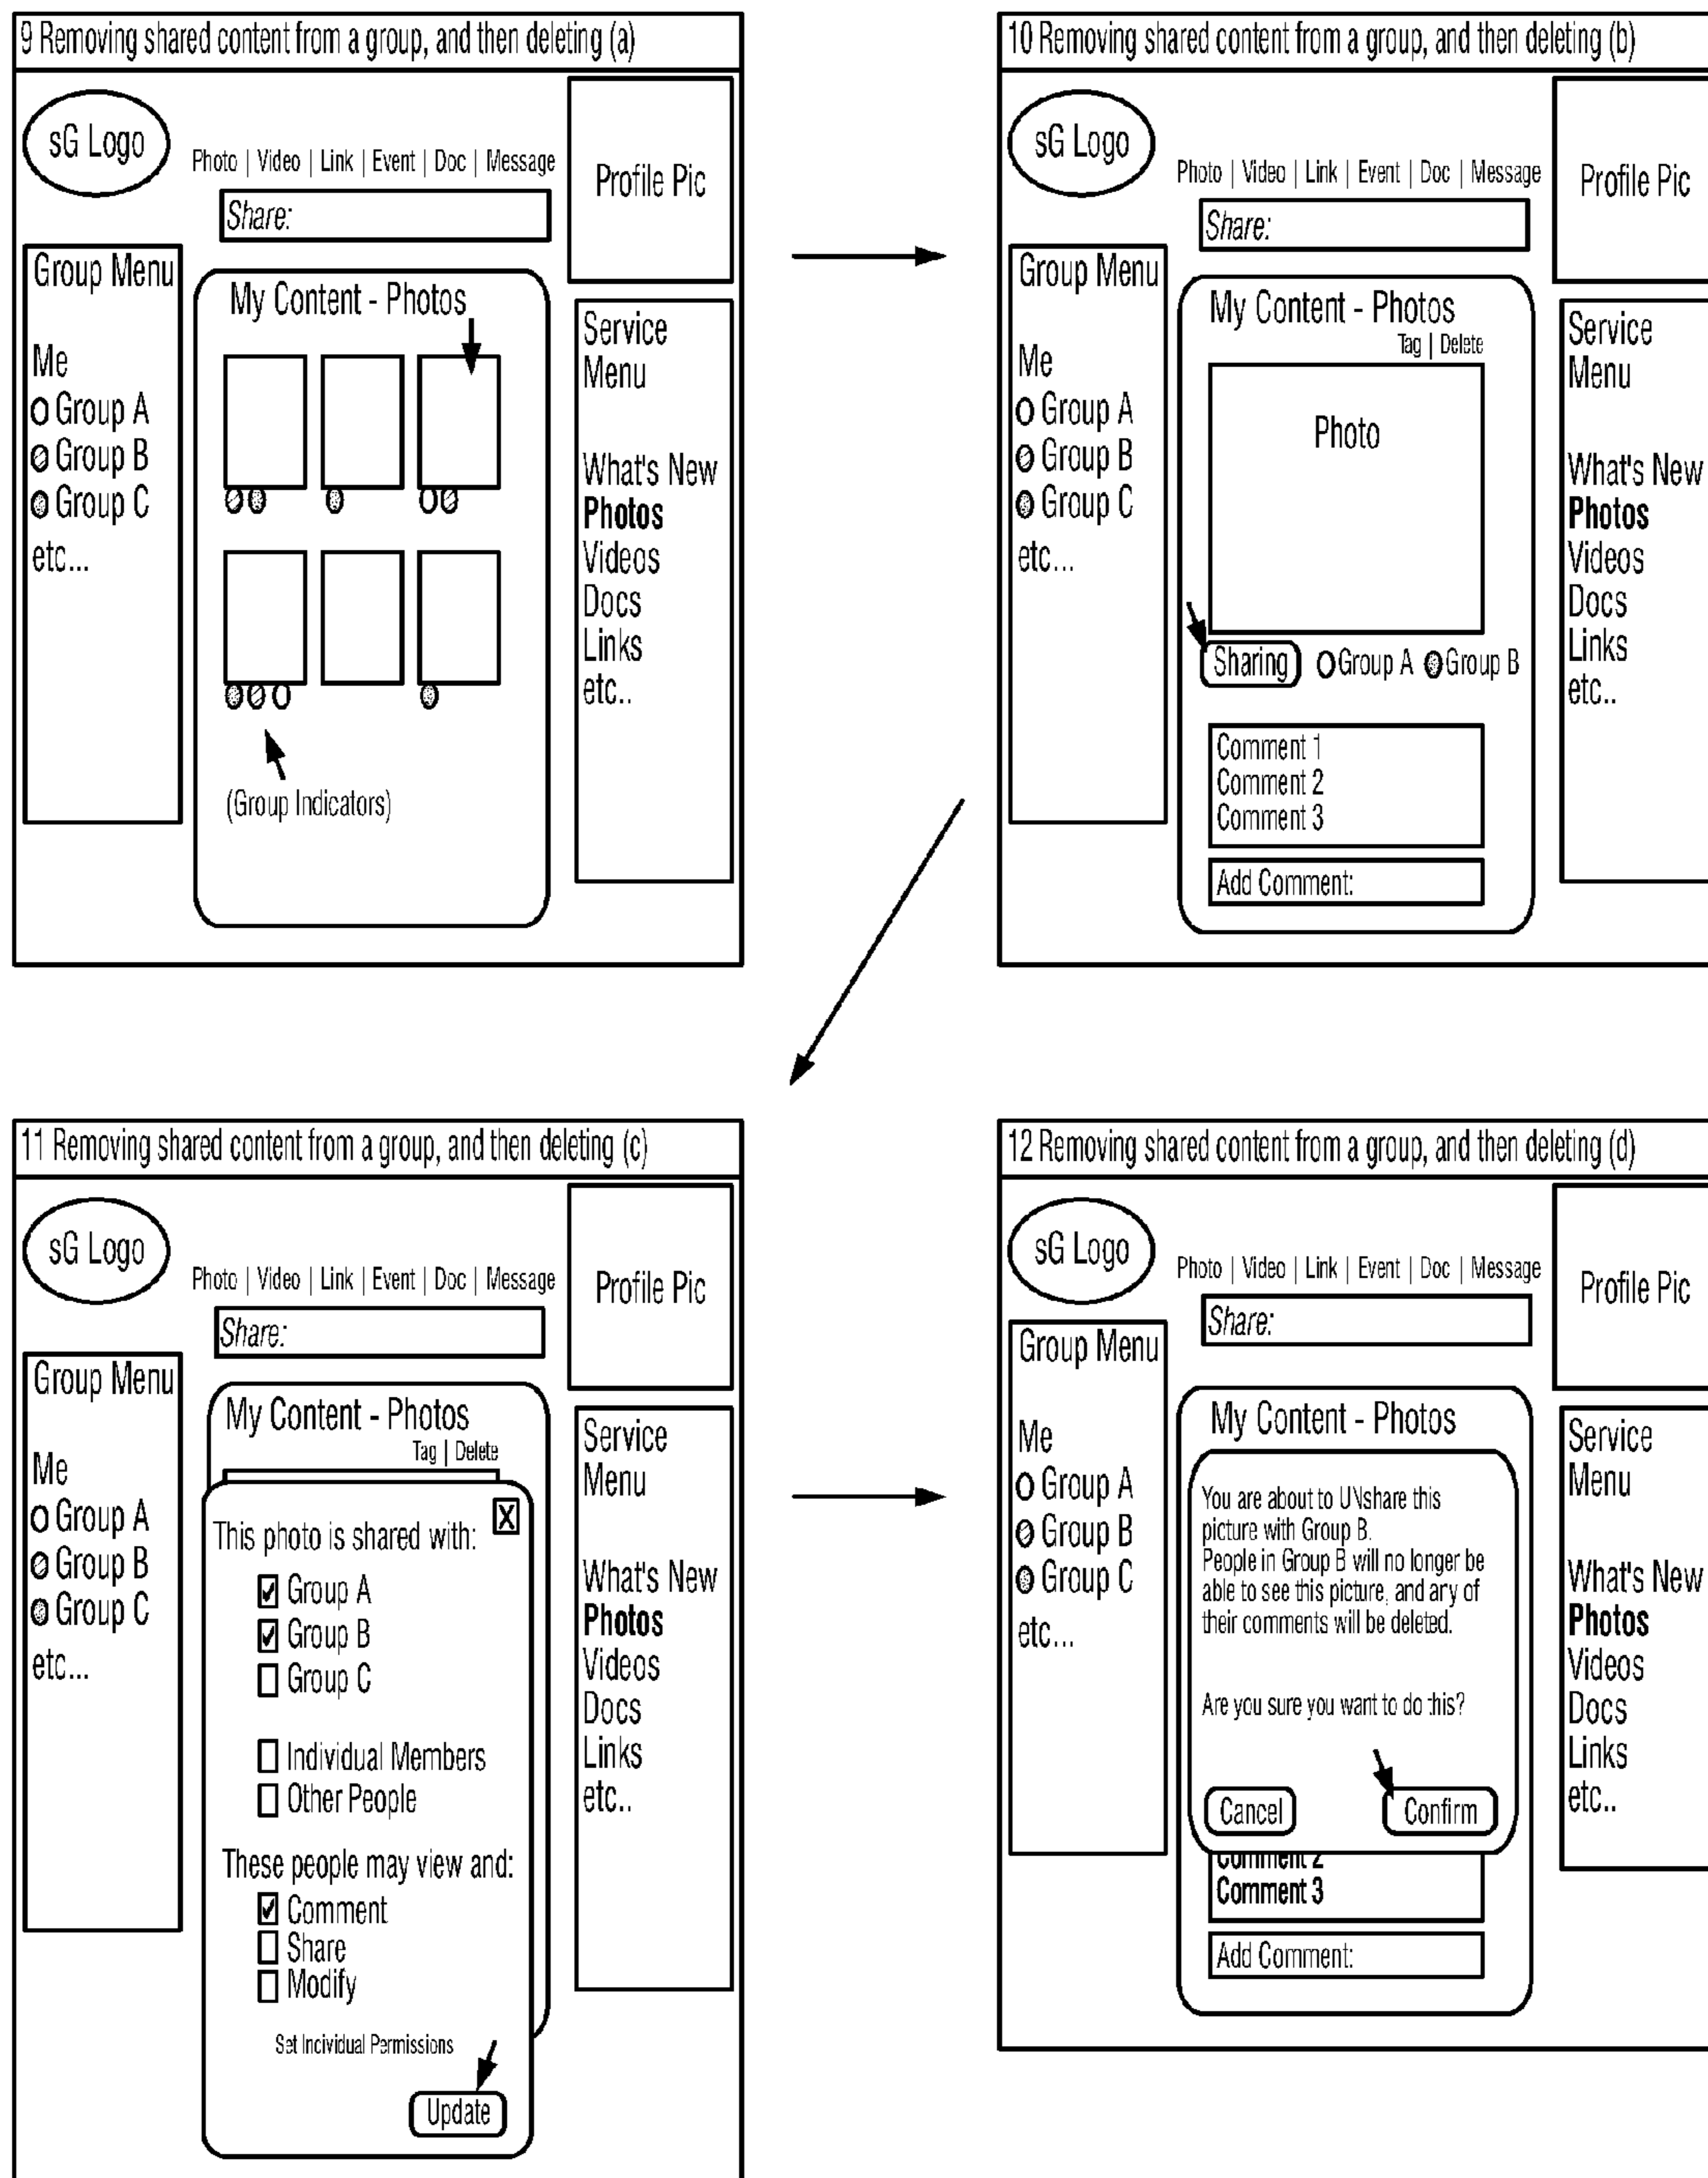 9 Removing shared content from a group, and then deleting (a)
sG Logo
Photo | Video | Link | Event | Doc | Message
Share:
Profile Pic
Group Menu
Me
Group A
Group B
Group C
etc...
My Content - Photos
(Group Indicators)
Service
Menu
What's New
Photos
Videos
Docs
Links
etc..
10 Removing shared content from a group, and then deleting (b)
sG Logo
Photo | Video | Link | Event | Doc | Message
Share:
Profile Pic
Group Menu
Me
Group A
Group B
Group C
etc...
My Content - Photos
Tag | Delete
Photo
Sharing Group A Group B
Comment 1
Comment 2
Comment 3
Add Comment:
Service
Menu
What's New
Photos
Videos
Docs
Links
etc..
11 Removing shared content from a group, and then deleting (c)
sG Logo
Photo | Video | Link | Event | Doc | Message
Share:
Profile Pic
Group Menu
Me
Group A
Group B
Group C
etc...
My Content - Photos
Tag | Delete
X
This photo is shared with:
Group A
Group B
Group C
Individual Members
Other People
These people may view and:
Comment
Share
Modify
Set Individual Permissions
Update
Service
Menu
What's New
Photos
Videos
Docs
Links
etc..
12 Removing shared content from a group, and then deleting (d)
sG Logo
Photo | Video | Link | Event | Doc | Message
Share:
Profile Pic
Group Menu
Me
Group A
Group B
Group C
etc...
My Content - Photos
You are about to UNshare this
picture with Group B.
People in Group B will no longer be
able to see this picture, and any of
their comments will be deleted.
Are you sure you want to do this?
Cancel Confirm
Comment 2
Comment 3
Add Comment:
Service
Menu
What's New
Photos
Videos
Docs
Links
etc..